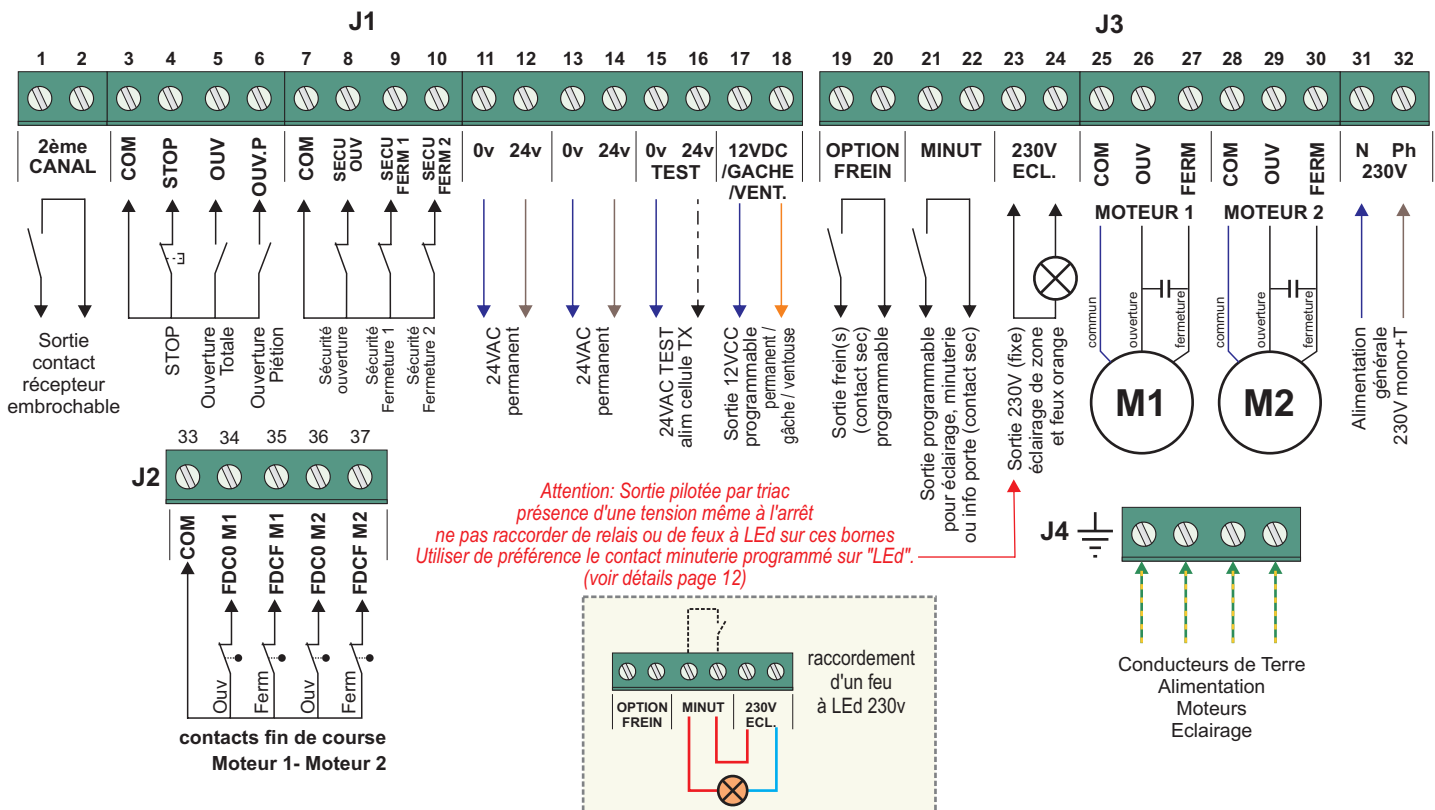 J1
J3
1 2 3 4 5 6 7 8 9 10 11 12 13 14 15 16 17 18 19 20 21 22 23 24 25 26 27 28 29 30 31 32
2ème
CANAL
COM
STOP
OUV
OUV.P
COM
SECU
OUV
SECU
FERM 1
SECU
FERM 2
0v 24v
0v 24v
0v 24v
TEST
12VDC
/GACHE
/VENT.
OPTION
FREIN
MINUT
230V
ECL.
COM
OUV
FERM
MOTEUR 1
COM
OUV
FERM
MOTEUR 2
N Ph
230V
Sortie
contact
récepteur
embrochable
STOP
Ouverture
Totale
Ouverture
Piétion
Sécurité
ouverture
Sécurité
Fermeture 1
Sécurité
Fermeture 2
24VAC
permanent
24VAC
permanent
24VAC TEST
alim cellule TX
Sortie 12VCC
programmable
permanent /
gâche / ventouse
Sortie frein(s)
(contact sec)
programmable
Sortie programmable
pour éclairage, minuterie
ou info porte (contact sec)
Sortie 230V (fixe)
éclairage de zone
et feux orange
commun
ouverture
fermeture
M1
commun
ouverture
fermeture
M2
Alimentation
générale
230V mono+T
J2
33 34 35 36 37
COM
FDC0 M1
FDCF M1
FDC0 M2
FDCF M2
Ouv
Ferm
Ouv
Ferm
contacts fin de course
Moteur 1- Moteur 2
Attention: Sortie pilotée par triac
présence d'une tension même à l'arrêt
ne pas raccorder de relais ou de feux à LEd sur ces bornes
Utiliser de préférence le contact minuterie programmé sur "LEd".
(voir détails page 12)
OPTION
FREIN
MINUT
230V
ECL.
raccordement
d'un feu
à LEd 230v
J4
Conducteurs de Terre
Alimentation
Moteurs
Eclairage